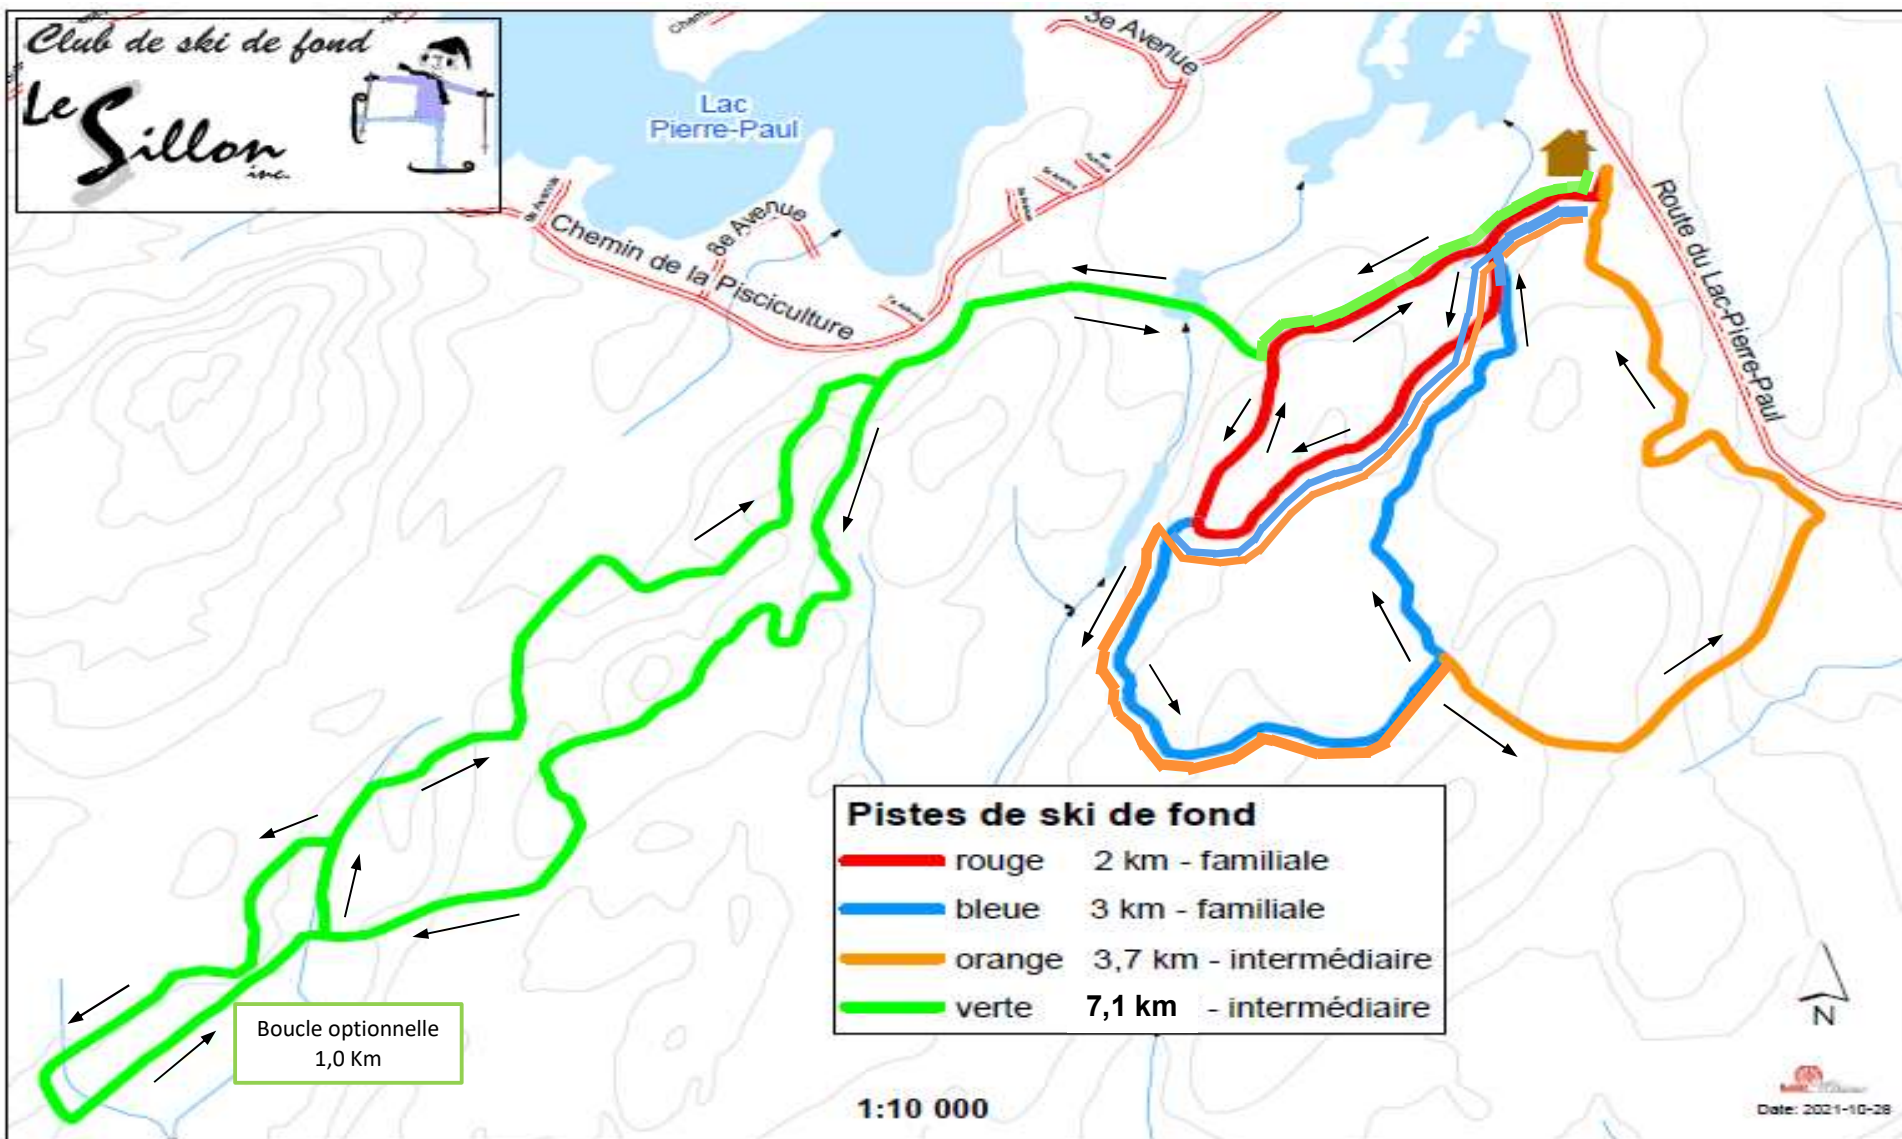 Club de ski de fond
Le Sillon
inc.
Lac
Pierre-Paul
3e Avenue
8e Avenue
Chemin de la Pisciculture
Route du Lac-Pierre-Paul
Pistes de ski de fond
rouge 2 km - familiale
bleue 3 km - familiale
orange 3,7 km - intermédiaire
verte 7,1 km - intermédiaire
Boucle optionnelle
1,0 Km
1:10 000
N
Date: 2021-10-28